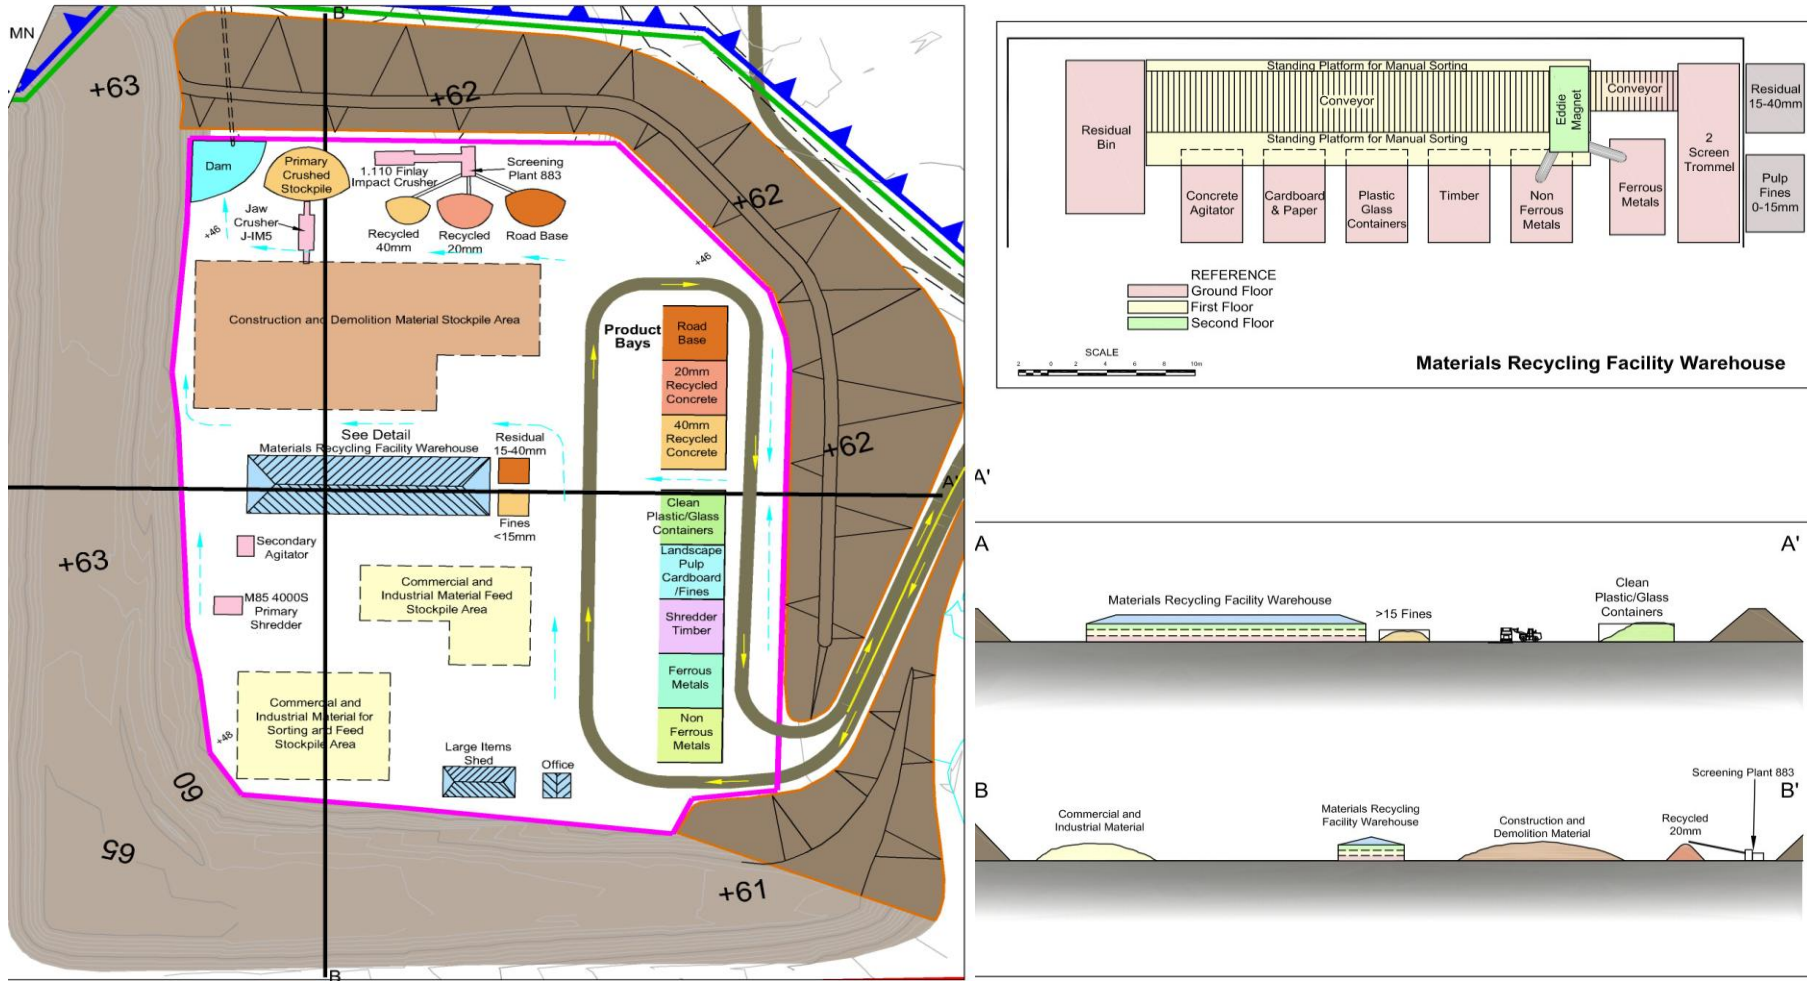 MN
B'
+63
+62
Dam
Primary
Crushed
Stockpile
1.110 Finlay
Impact Crusher
Screening
Plant 883
Jaw
Crusher
J-IM5
Recycled
40mm
Recycled
20mm
Road Base
+62
+46
+46
Construction and Demolition Material Stockpile Area
Product
Bays
Road
Base
20mm
Recycled
Concrete
40mm
Recycled
Concrete
+62
See Detail
Materials Recycling Facility Warehouse
Residual
15-40mm
Fines
<15mm
A'
Clean
Plastic/Glass
Containers
Landscape
Pulp
Cardboard
/Fines
Shredder
Timber
Ferrous
Metals
Non
Ferrous
Metals
+63
Secondary
Agitator
M85 4000S
Primary
Shredder
Commercial and
Industrial Material Feed
Stockpile Area
Commercial and
Industrial Material for
Sorting and Feed
Stockpile Area
+48
Large Items
Shed
Office
60
65
+61
B
Standing Platform for Manual Sorting
Conveyor
Standing Platform for Manual Sorting
Eddie
Magnet
Conveyor
Residual
Bin
2
Screen
Trommel
Residual
15-40mm
Pulp
Fines
0-15mm
Concrete
Agitator
Cardboard
& Paper
Plastic
Glass
Containers
Timber
Non
Ferrous
Metals
Ferrous
Metals
REFERENCE
Ground Floor
First Floor
Second Floor
SCALE
2 0 2 4 6 8 10m
Materials Recycling Facility Warehouse
A'
A
A'
Materials Recycling Facility Warehouse
>15 Fines
Clean
Plastic/Glass
Containers
B
B'
Commercial and
Industrial Material
Materials Recycling
Facility Warehouse
Construction and
Demolition Material
Recycled
20mm
Screening Plant 883